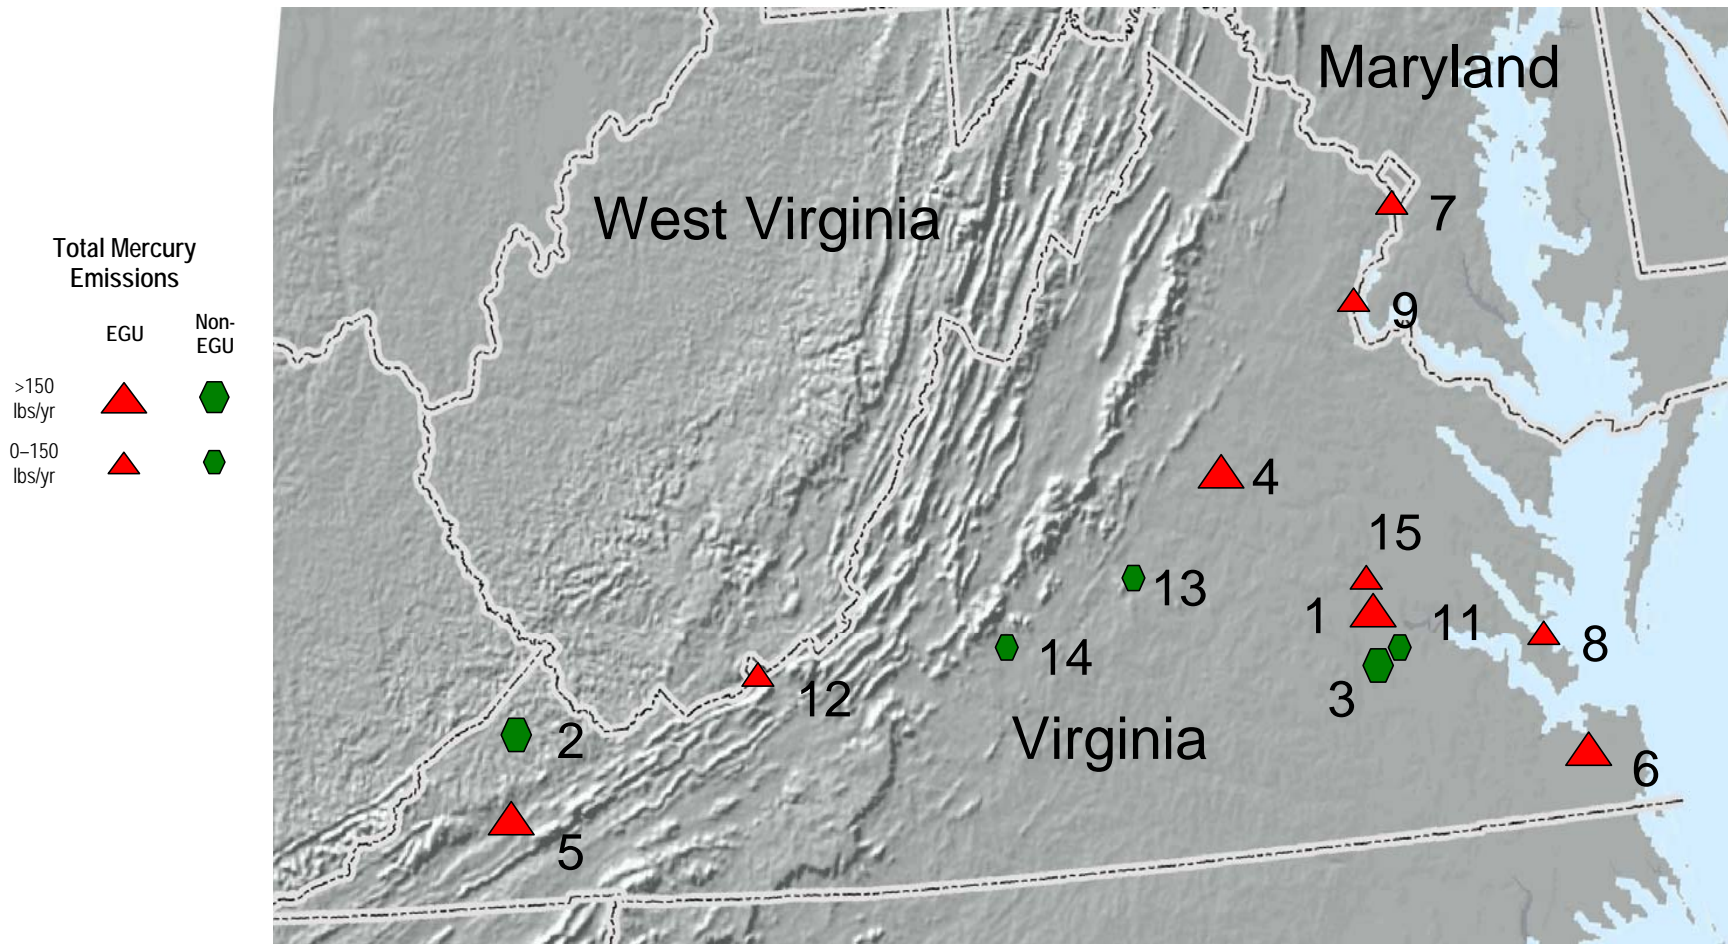 Total Mercury
Emissions
EGU
Non-
EGU
>150
lbs/yr
0–150
lbs/yr
Maryland
West Virginia
7
9
4
15
13
1
11
14
8
12
3
Virginia
2
6
5